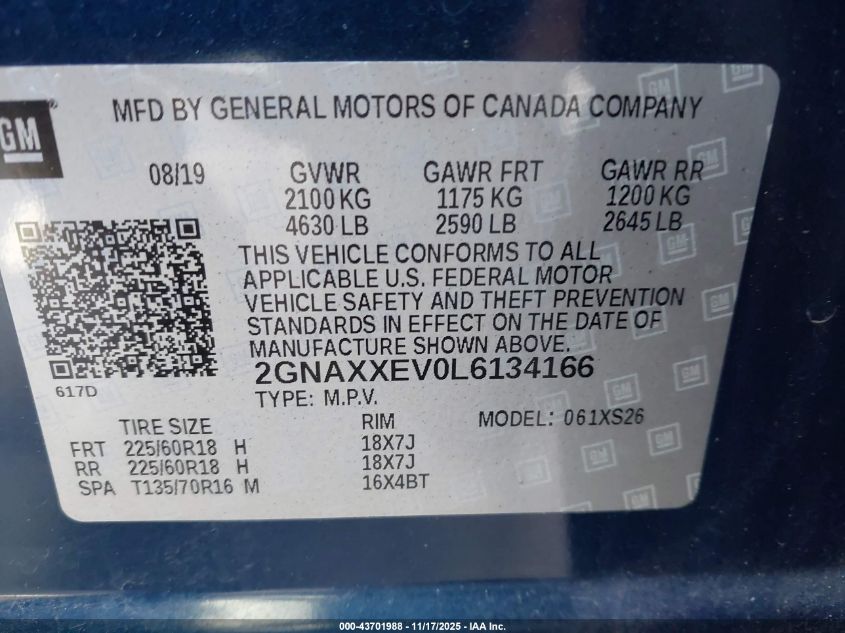 GM
®
MFD BY GENERAL MOTORS OF CANADA COMPANY
08/19 GVWR GAWR FRT GAWR RR
2100 KG 1175 KG 1200 KG
4630 LB 2590 LB 2645 LB
THIS VEHICLE CONFORMS TO ALL
APPLICABLE U.S. FEDERAL MOTOR
VEHICLE SAFETY AND THEFT PREVENTION
STANDARDS IN EFFECT ON THE DATE OF
MANUFACTURE SHOWN ABOVE.
2GNAXXEV0L6134166
617D
TYPE: M.P.V.
TIRE SIZE RIM MODEL: 061XS26
FRT 225/60R18 H 18X7J
RR 225/60R18 H 18X7J
SPA T135/70R16 M 16X4BT
000-43701988 - 11/17/2025 - IAA Inc.